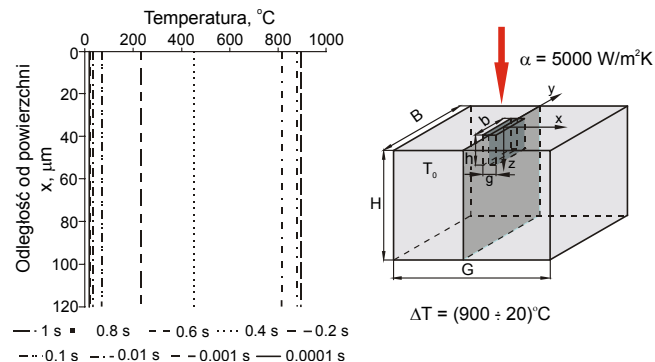 Temperatura, °C
0 200 400 600 800 1000
0
20
40
60
80
100
120
Odległość od powierzchni
x, μm
1 s 0.8 s 0.6 s 0.4 s 0.2 s
0.1 s 0.01 s 0.001 s 0.0001 s
α = 5000 W/m²K
y
B
b
x
h
z
T₀
g
H
G
ΔT = (900 ÷ 20)°C